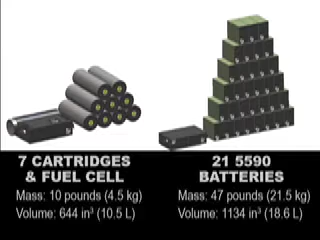 7 CARTRIDGES
& FUEL CELL
Mass: 10 pounds (4.5 kg)
Volume: 644 in³ (10.5 L)
21 5590
BATTERIES
Mass: 47 pounds (21.5 kg)
Volume: 1134 in³ (18.6 L)